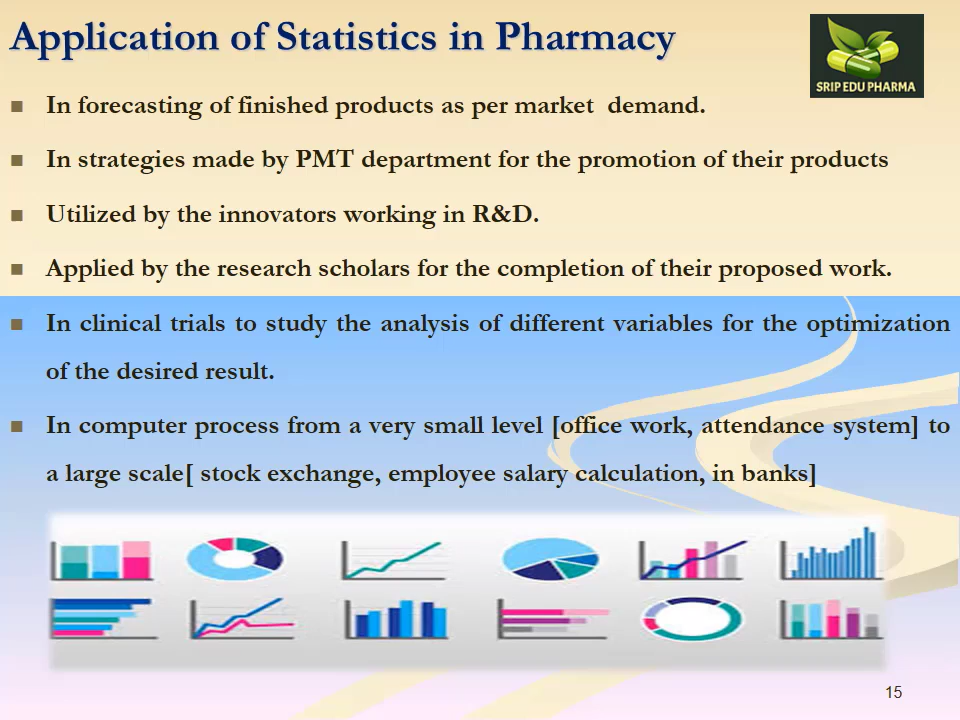 Application of Statistics in Pharmacy
SRIP EDU PHARMA
In forecasting of finished products as per market demand.
In strategies made by PMT department for the promotion of their products
Utilized by the innovators working in R&D.
Applied by the research scholars for the completion of their proposed work.
In clinical trials to study the analysis of different variables for the optimization
of the desired result.
In computer process from a very small level [office work, attendance system] to
a large scale[ stock exchange, employee salary calculation, in banks]
15